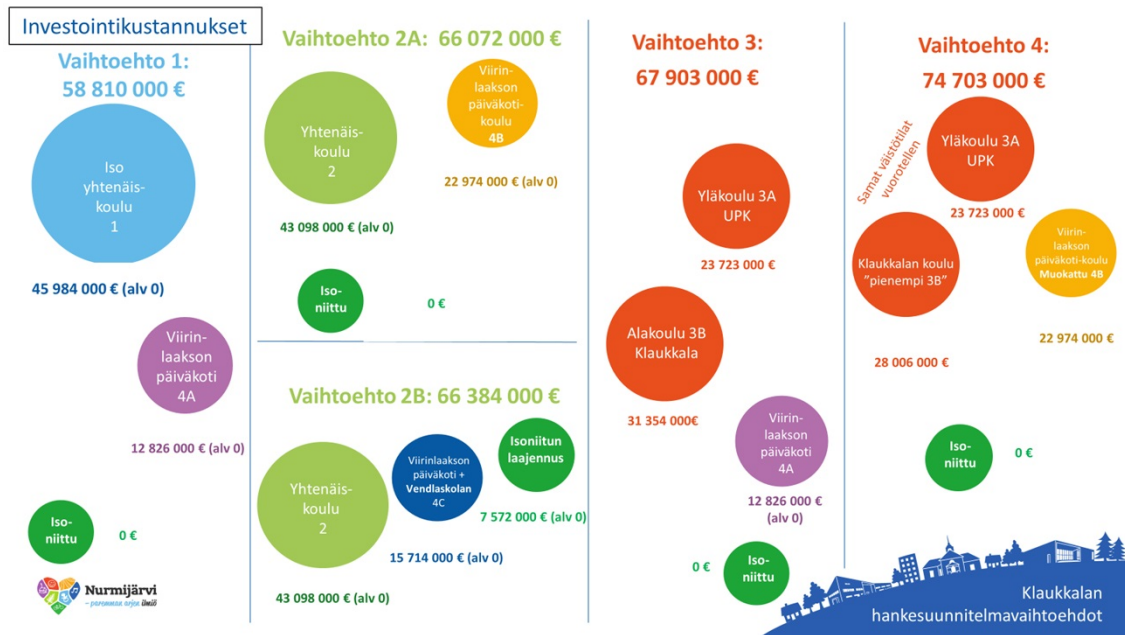 Investointikustannukset
Vaihtoehto 1:
58 810 000 €
Iso
yhtenäis-
koulu
1
45 984 000 € (alv 0)
Viirin-
laakson
päiväkoti
4A
12 826 000 € (alv 0)
Iso-
niittu
0 €
Nurmijärvi
– paremman arjen ilmiö
Vaihtoehto 2A: 66 072 000 €
Yhtenäis-
koulu
2
43 098 000 € (alv 0)
Viirin-
laakson
päiväkoti-
koulu
4B
22 974 000 € (alv 0)
Iso-
niittu
0 €
Vaihtoehto 2B: 66 384 000 €
Yhtenäis-
koulu
2
43 098 000 € (alv 0)
Viirinlaakson
päiväkoti +
Vendlaskolan
4C
15 714 000 € (alv 0)
Isoniitun
laajennus
7 572 000 € (alv 0)
Vaihtoehto 3:
67 903 000 €
Yläkoulu 3A
UPK
23 723 000 €
Alakoulu 3B
Klaukkala
31 354 000€
Viirin-
laakson
päiväkoti
4A
12 826 000 €
(alv 0)
0 €
Iso-
niittu
Vaihtoehto 4:
74 703 000 €
Samat väistötilat
vuorotellen
Yläkoulu 3A
UPK
23 723 000 €
Klaukkalan koulu
”pienempi 3B”
28 006 000 €
Viirin-
laakson
päiväkoti-koulu
Muokattu 4B
22 974 000 €
Iso-
niittu
0 €
Klaukkalan
hankesuunnitelmavaihtoehdot